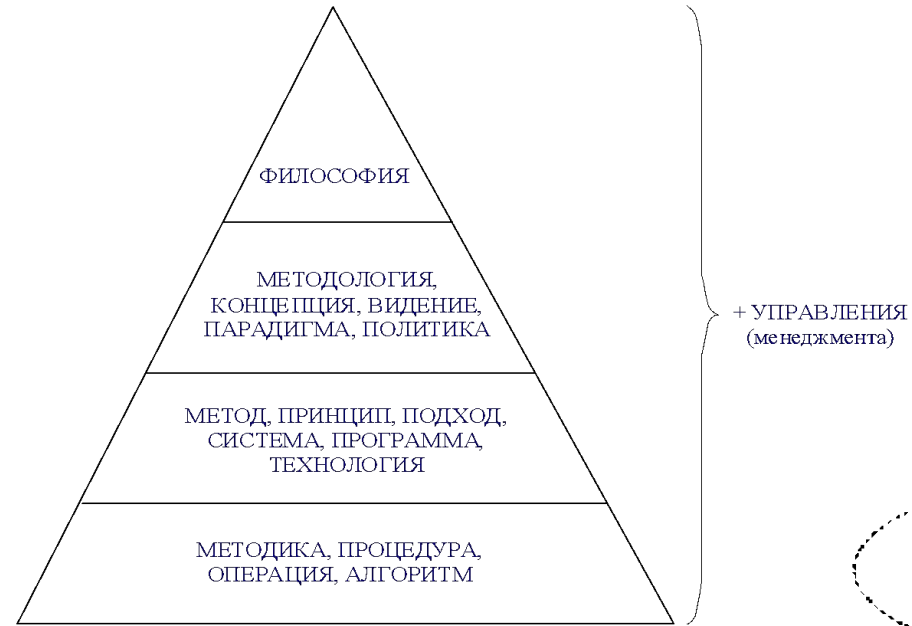 ФИЛОСОФИЯ
МЕТОДОЛОГИЯ,
КОНЦЕПЦИЯ, ВИДЕНИЕ,
ПАРАДИГМА, ПОЛИТИКА
+ УПРАВЛЕНИЯ
(менеджмента)
МЕТОД, ПРИНЦИП, ПОДХОД,
СИСТЕМА, ПРОГРАММА,
ТЕХНОЛОГИЯ
МЕТОДИКА, ПРОЦЕДУРА,
ОПЕРАЦИЯ, АЛГОРИТМ